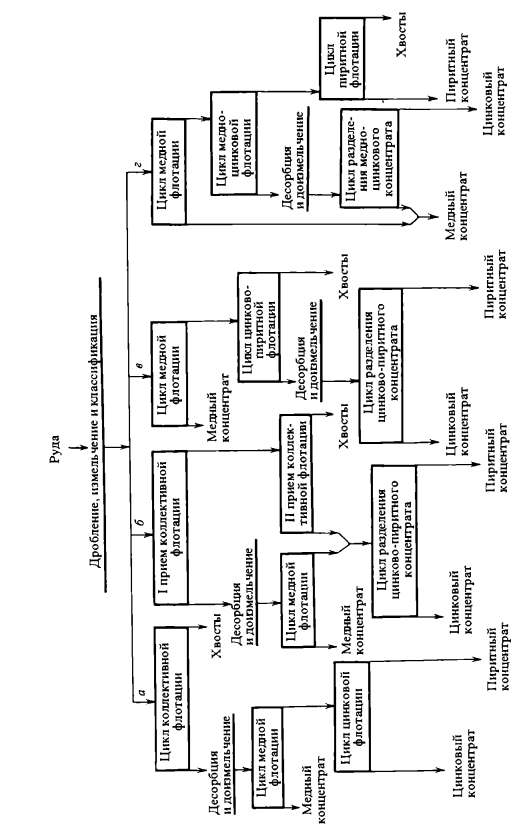 Руда
Дробление, измельчение и классификация
а
Цикл коллективной
флотации
Хвосты
Десорбция
и доизмельчение
Цикл медной
флотации
Медный
концентрат
Цикл цинковой
флотации
Цинковый
концентрат
Пиритный
концентрат
б
I прием коллективной
флотации
Десорбция
и доизмельчение
Цикл медной
флотации
II прием коллек-
тивной флотации
Медный
концентрат
Хвосты
Цикл разделения
цинково-пиритного
концентрата
Цинковый
концентрат
Пиритный
концентрат
в
Цикл медной
флотации
Медный
концентрат
Цикл цинково-
пиритной
флотации
Десорбция
и доизмельчение
Хвосты
Цикл разделения
цинково-пиритного
концентрата
Цинковый
концентрат
Пиритный
концентрат
г
Цикл медной
флотации
Цикл медно-
цинковой
флотации
Десорбция
и доизмельчение
Цикл
пиритной
флотации
Хвосты
Цикл разделе-
ния медно-
цинкового
концентрата
Медный
концентрат
Пиритный
концентрат
Цинковый
концентрат